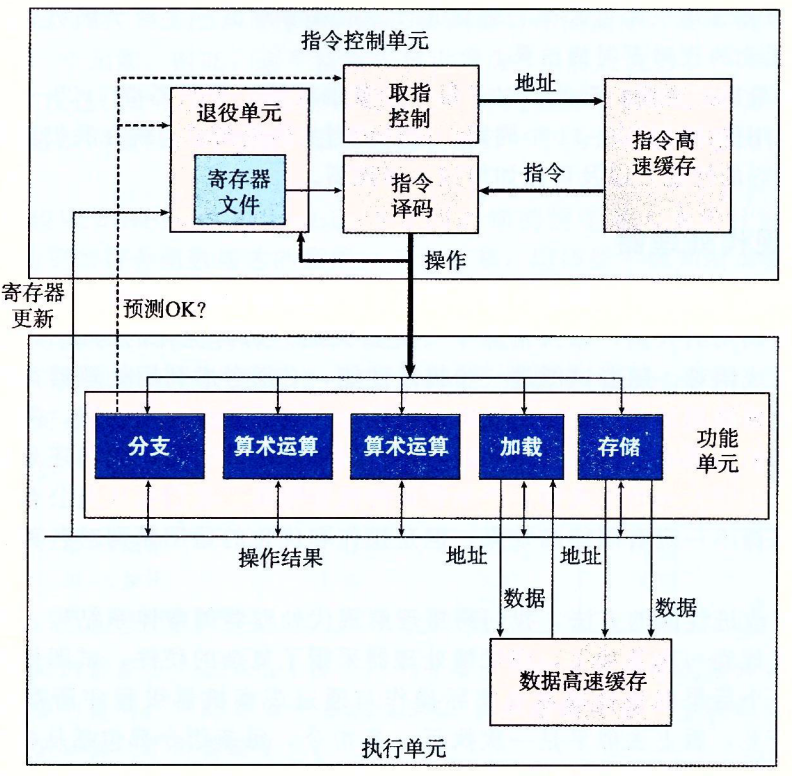 指令控制单元
取指
控制
地址
指令高
速缓存
退役单元
寄存器
文件
指令
译码
指令
操作
寄存器
更新
预测OK?
分支
算术运算
算术运算
加载
存储
功能
单元
操作结果
地址
地址
数据
数据
数据高速缓存
执行单元